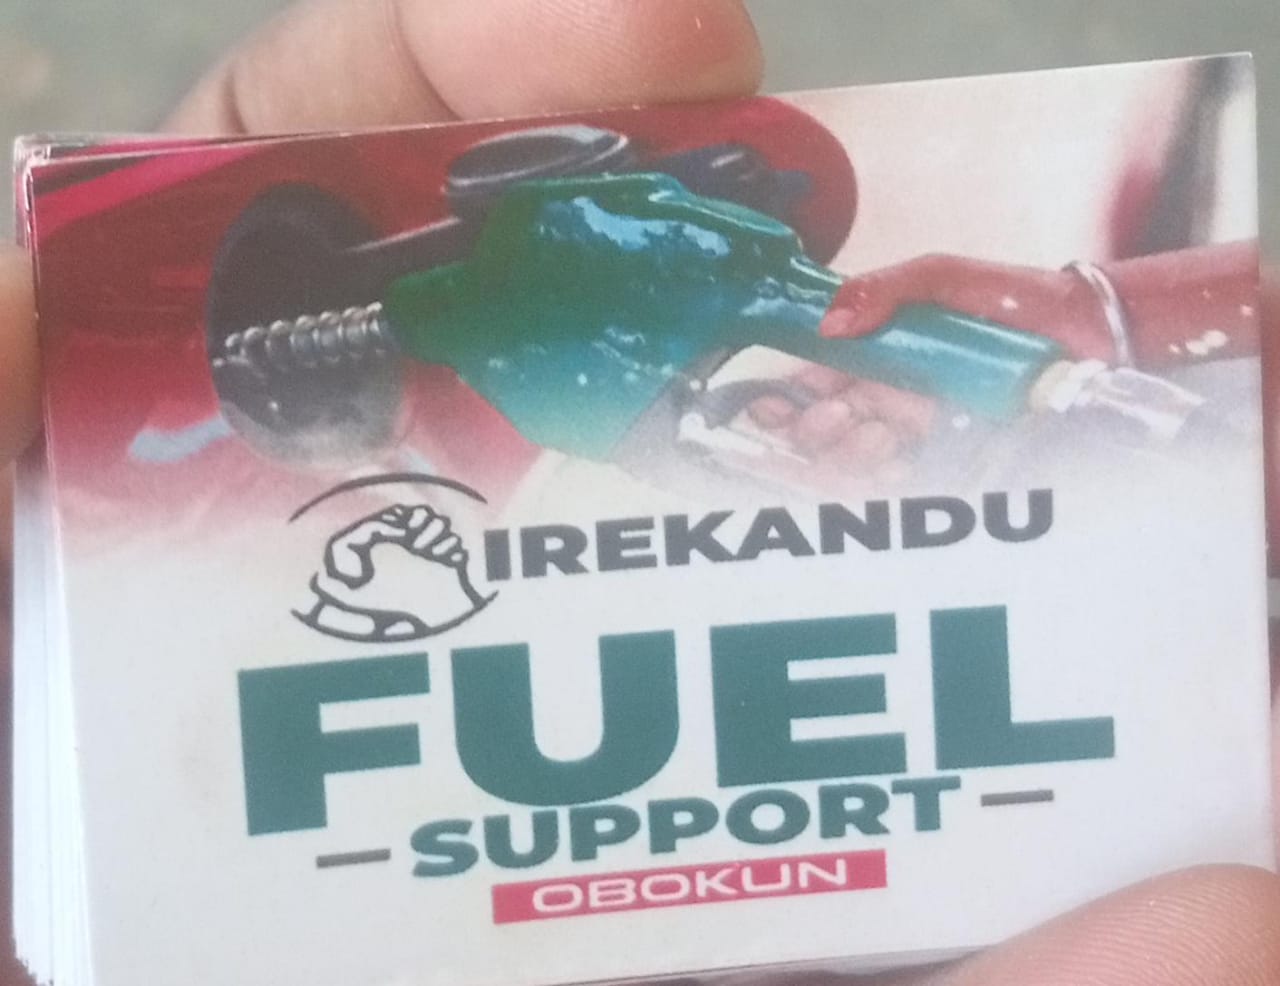 IREKANDU
FUEL
SUPPORT
OBOKUN